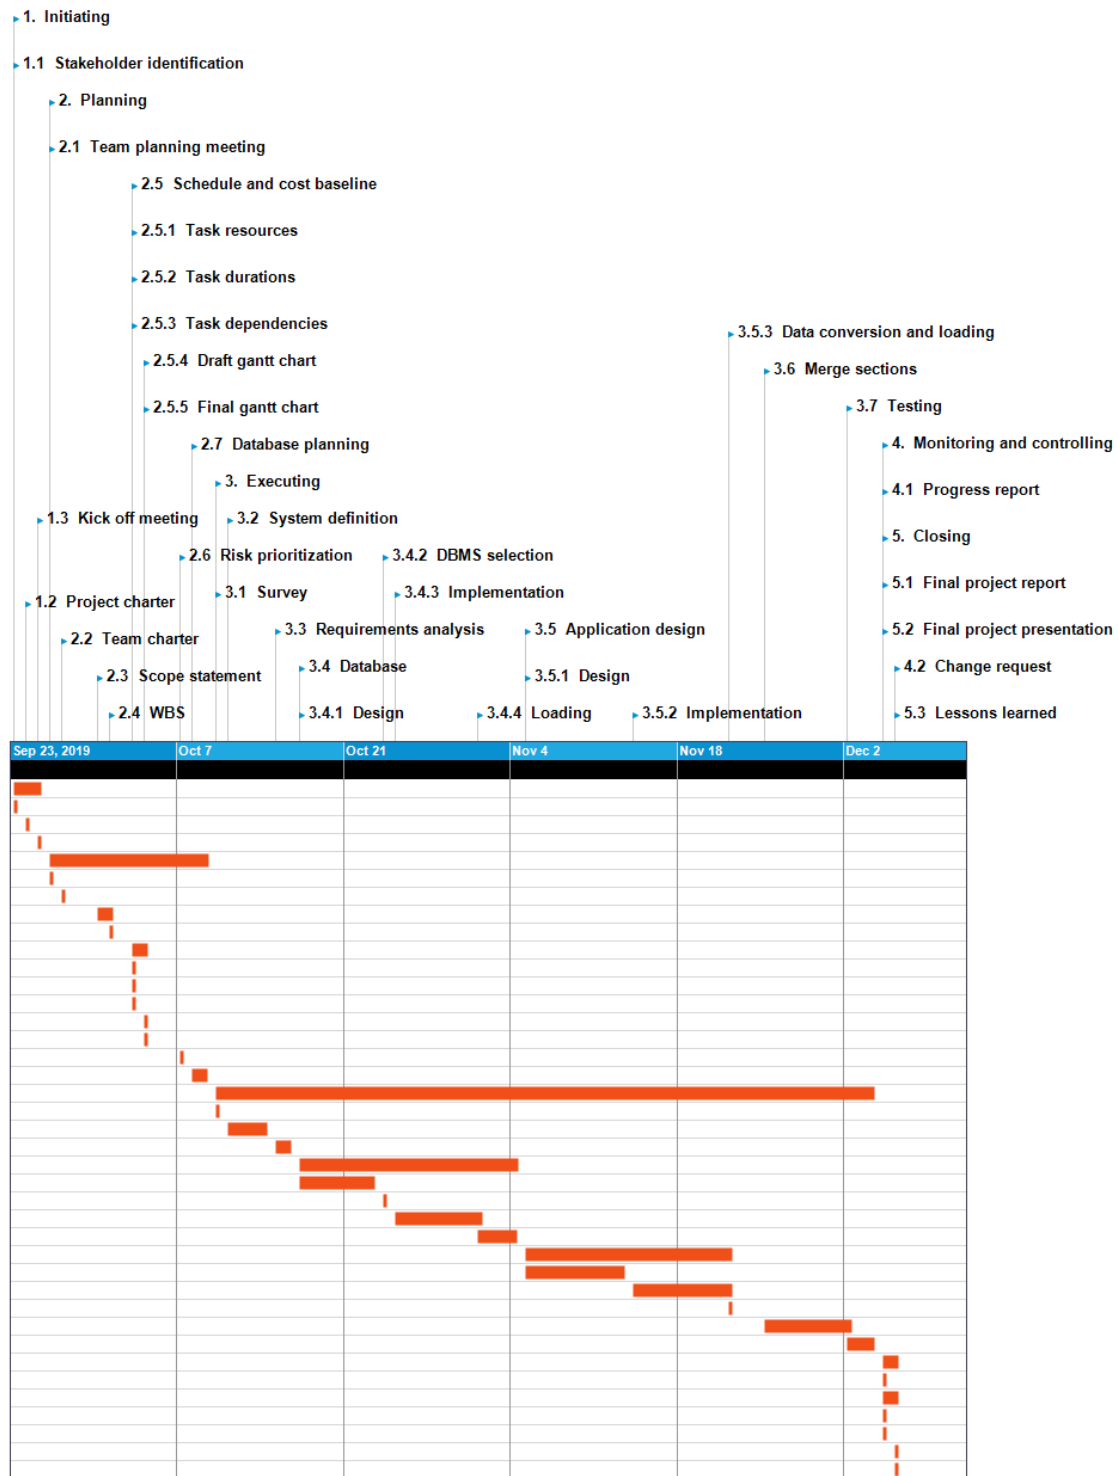 1. Initiating
1.1 Stakeholder identification
2. Planning
2.1 Team planning meeting
2.5 Schedule and cost baseline
2.5.1 Task resources
2.5.2 Task durations
2.5.3 Task dependencies
3.5.3 Data conversion and loading
2.5.4 Draft gantt chart
3.6 Merge sections
2.5.5 Final gantt chart
3.7 Testing
2.7 Database planning
4. Monitoring and controlling
3. Executing
4.1 Progress report
1.3 Kick off meeting
3.2 System definition
5. Closing
2.6 Risk prioritization
3.4.2 DBMS selection
5.1 Final project report
3.1 Survey
3.4.3 Implementation
1.2 Project charter
3.3 Requirements analysis
3.5 Application design
5.2 Final project presentation
2.2 Team charter
3.4 Database
4.2 Change request
2.3 Scope statement
3.5.1 Design
2.4 WBS
3.4.1 Design
3.4.4 Loading
3.5.2 Implementation
5.3 Lessons learned
Sep 23, 2019
Oct 7
Oct 21
Nov 4
Nov 18
Dec 2